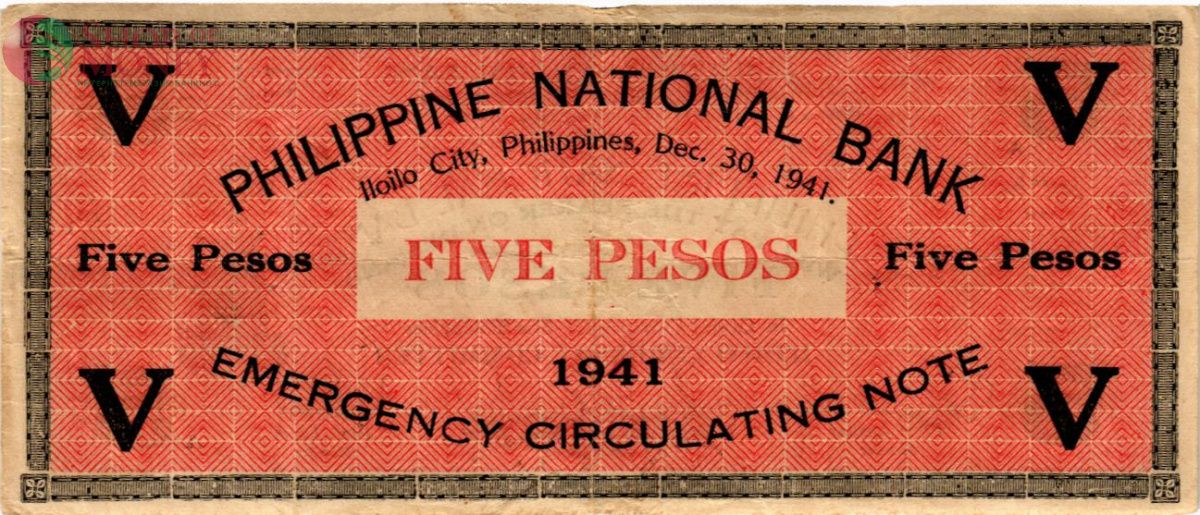 V V
PHILIPPINE NATIONAL BANK
Iloilo City, Philippines, Dec. 30, 1941.
Five Pesos FIVE PESOS Five Pesos
1941
EMERGENCY CIRCULATING NOTE
V V